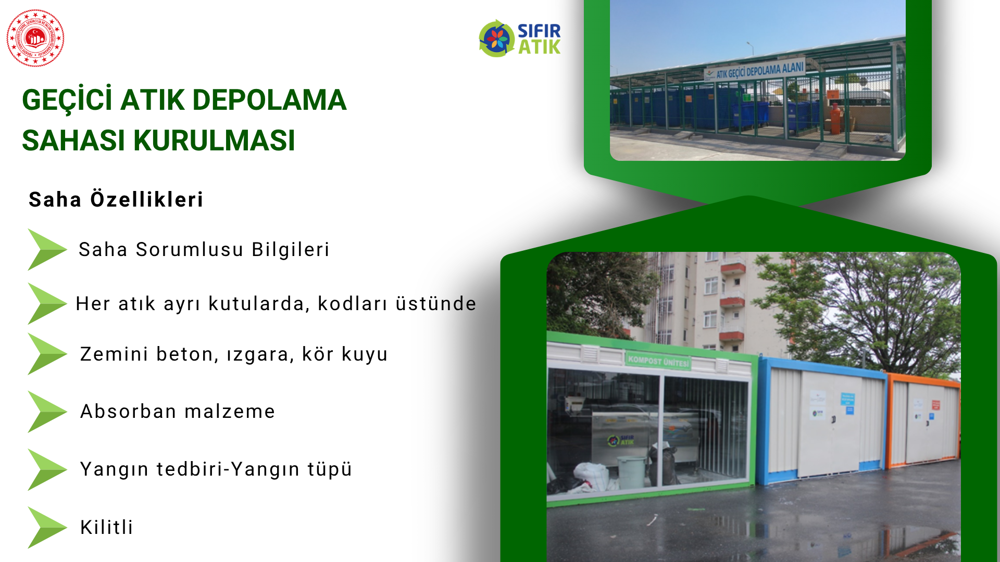 SIFIR
ATIK
GEÇİCİ ATIK DEPOLAMA
SAHASI KURULMASI
Saha Özellikleri
Saha Sorumlusu Bilgileri
Her atık ayrı kutularda, kodları üstünde
Zemini beton, ızgara, kör kuyu
Absorban malzeme
Yangın tedbiri-Yangın tüpü
Kilitli
ATIK GEÇİCİ DEPOLAMA ALANI
KOMPOST ÜNİTESİ
SIFIR
ATIK